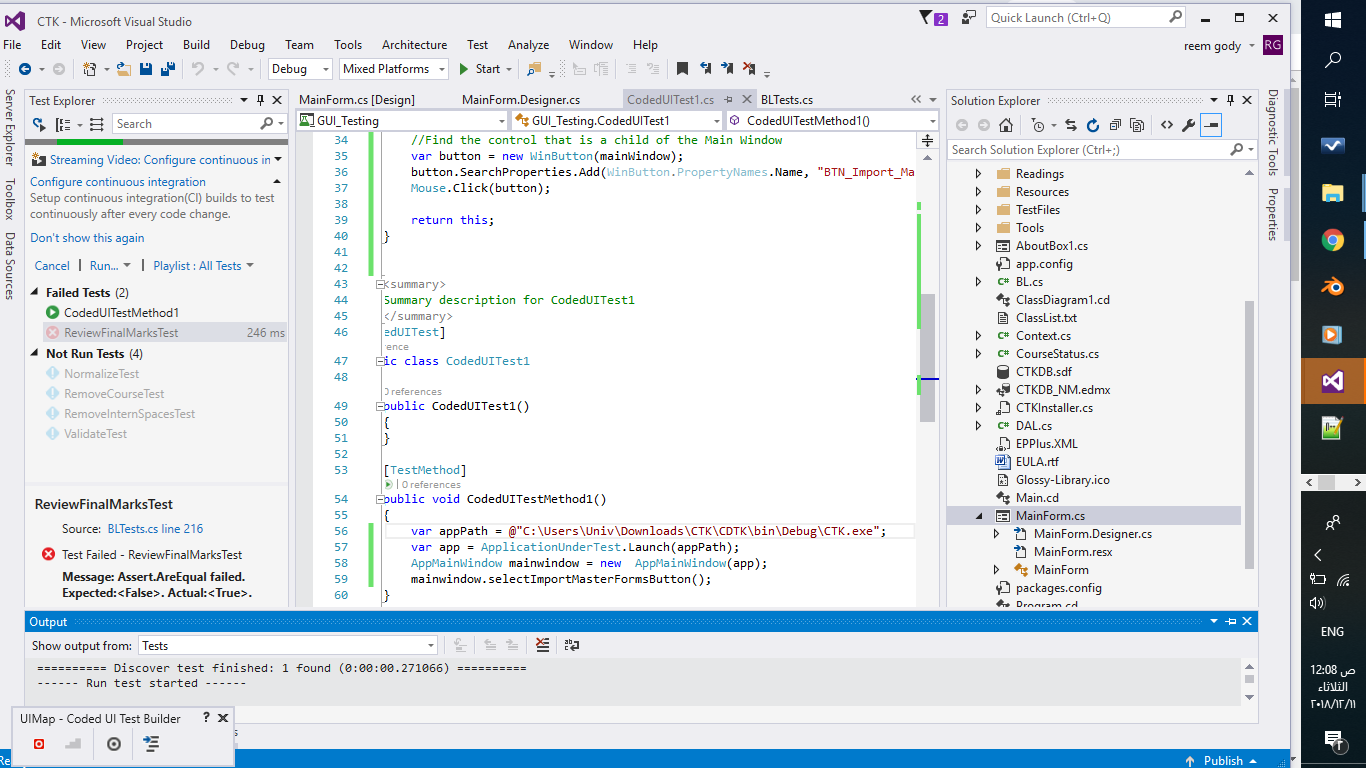 CTK - Microsoft Visual Studio
2
Quick Launch (Ctrl+Q)
File Edit View Project Build Debug Team Tools Architecture Test Analyze Window Help
reem gody RG
Debug Mixed Platforms Start
Server Explorer
Toolbox
Data Sources
Test Explorer
Search
Streaming Video: Configure continuous in
Configure continuous integration
Setup continuous integration(CI) builds to test
continuously after every code change.
Don't show this again
Cancel | Run... | Playlist : All Tests
Failed Tests (2)
CodedUITestMethod1
ReviewFinalMarksTest 246 ms
Not Run Tests (4)
NormalizeTest
RemoveCourseTest
RemoveInternSpacesTest
ValidateTest
ReviewFinalMarksTest
Source: BLTests.cs line 216
Test Failed - ReviewFinalMarksTest
Message: Assert.AreEqual failed.
Expected:<False>. Actual:<True>.
MainForm.cs [Design] MainForm.Designer.cs CodedUITest1.cs BLTests.cs
GUI_Testing GUI_Testing.CodedUITest1 CodedUITestMethod1()
34 //Find the control that is a child of the Main Window
35 var button = new WinButton(mainWindow);
36 button.SearchProperties.Add(WinButton.PropertyNames.Name, "BTN_Import_Ma
37 Mouse.Click(button);
38
39 return this;
40 }
41
42
43 <summary>
44 Summary description for CodedUITest1
45 </summary>
46 edUITest]
rence
47 ic class CodedUITest1
48
0 references
49 public CodedUITest1()
50 {
51 }
52
53 [TestMethod]
| 0 references
54 public void CodedUITestMethod1()
55 {
56 var appPath = @"C:\Users\Univ\Downloads\CTK\CDTK\bin\Debug\CTK.exe";
57 var app = ApplicationUnderTest.Launch(appPath);
58 AppMainWindow mainwindow = new AppMainWindow(app);
59 mainwindow.selectImportMasterFormsButton();
60 }
Solution Explorer
Search Solution Explorer (Ctrl+;)
Readings
Resources
TestFiles
Tools
AboutBox1.cs
app.config
BL.cs
ClassDiagram1.cd
ClassList.txt
Context.cs
CourseStatus.cs
CTKDB.sdf
CTKDB_NM.edmx
CTKInstaller.cs
DAL.cs
EPPlus.XML
EULA.rtf
Glossy-Library.ico
Main.cd
MainForm.cs
MainForm.Designer.cs
MainForm.resx
MainForm
packages.config
Program.cd
Diagnostic Tools
Properties
Output
Show output from: Tests
========== Discover test finished: 1 found (0:00:00.271066) ==========
------ Run test started ------
UIMap - Coded UI Test Builder ?
Publish
ENG
12:08 ص
الثلاثاء
٢٠١٨/١٢/١١